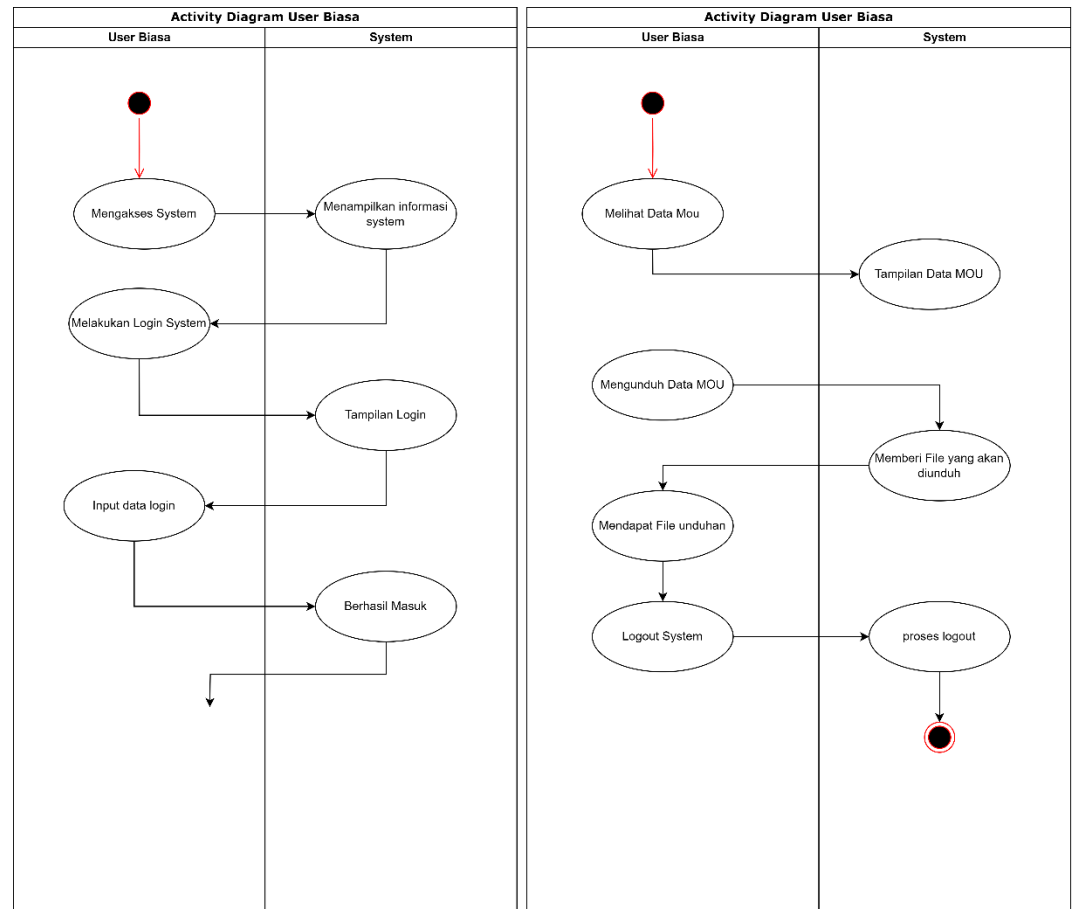 Activity Diagram User Biasa
User Biasa
System
Mengakses System
Menampilkan informasi
system
Melakukan Login System
Tampilan Login
Input data login
Berhasil Masuk
Activity Diagram User Biasa
User Biasa
System
Melihat Data Mou
Tampilan Data MOU
Mengunduh Data MOU
Memberi File yang akan
diunduh
Mendapat File unduhan
Logout System
proses logout